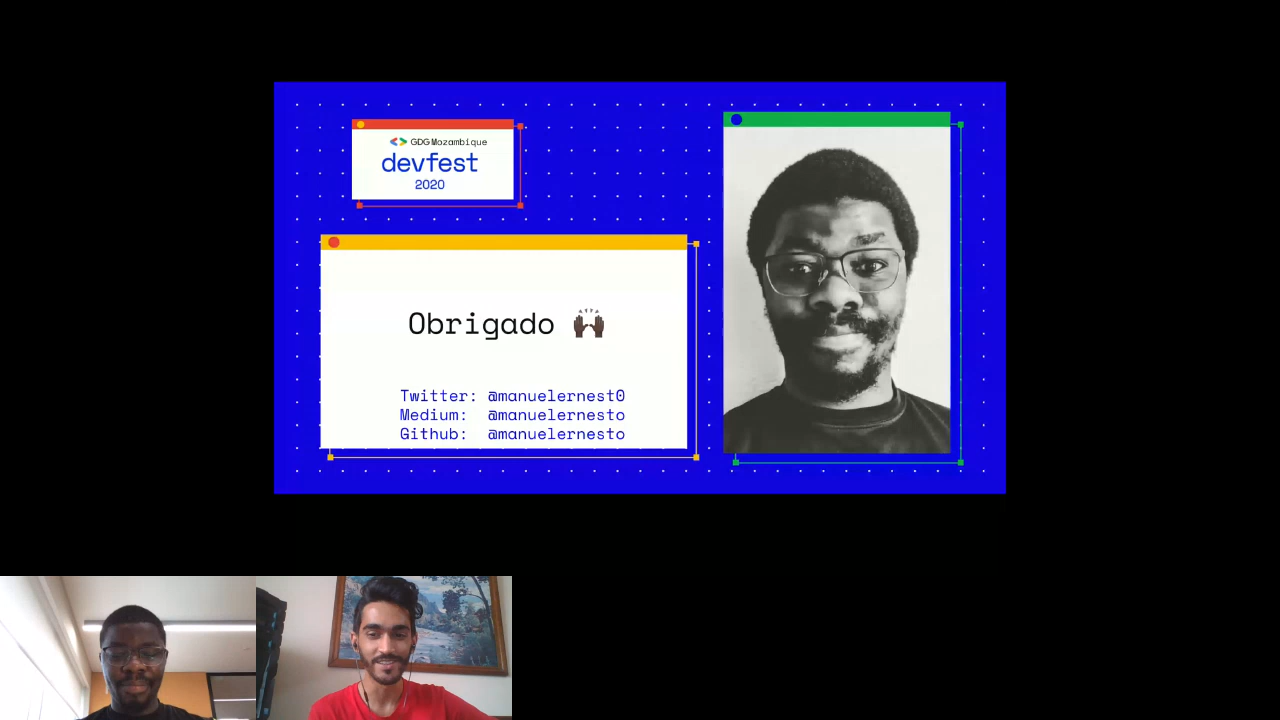 GDG Mozambique
devfest
2020
Obrigado 🙌🏿
Twitter: @manuelernest0
Medium: @manuelernesto
Github: @manuelernesto